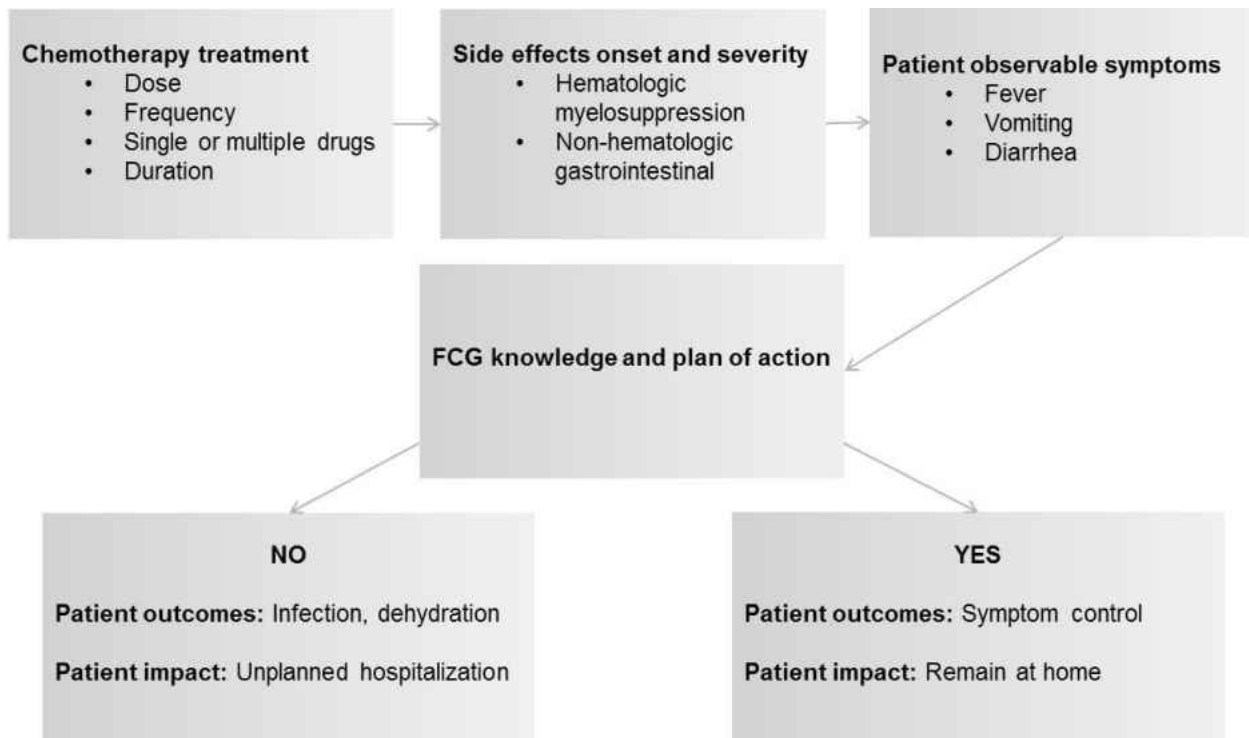 Chemotherapy treatment
• Dose
• Frequency
• Single or multiple drugs
• Duration
Side effects onset and severity
• Hematologic
myelosuppression
• Non-hematologic
gastrointestinal
Patient observable symptoms
• Fever
• Vomiting
• Diarrhea
FCG knowledge and plan of action
NO
Patient outcomes: Infection, dehydration
Patient impact: Unplanned hospitalization
YES
Patient outcomes: Symptom control
Patient impact: Remain at home